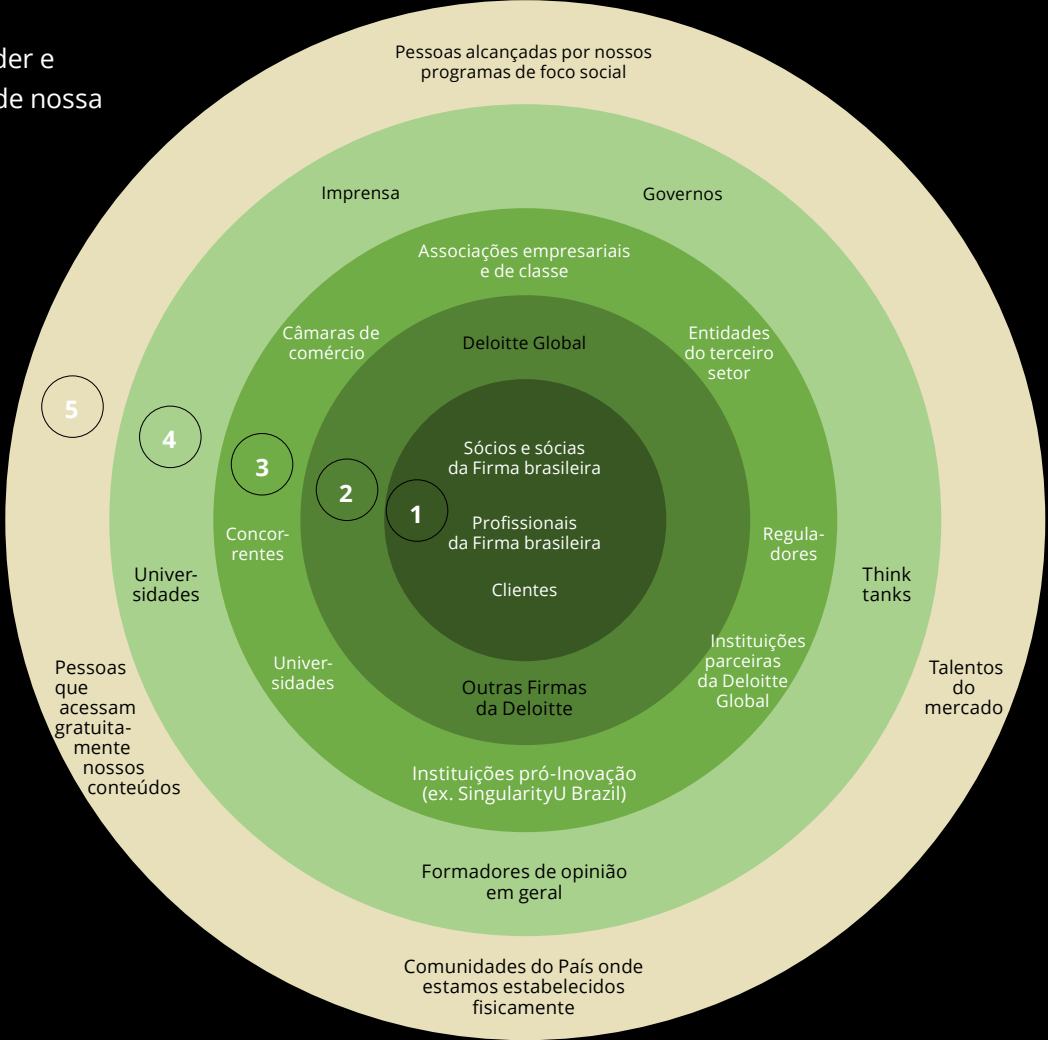 der e
de nossa
Pessoas alcançadas por nossos
programas de foco social
Imprensa
Governos
Associações empresariais
e de classe
Câmaras de
comércio
Deloitte Global
Entidades
do terceiro
setor
5
4
3
2
1
Sócios e sócias
da Firma brasileira
Profissionais
da Firma brasileira
Clientes
Concor-
rentes
Regula-
dores
Univer-
sidades
Think
tanks
Univer-
sidades
Instituições
parceiras
da Deloitte
Global
Pessoas
que
acessam
gratuita-
mente
nossos
conteúdos
Talentos
do
mercado
Outras Firmas
da Deloitte
Instituições pró-Inovação
(ex. SingularityU Brazil)
Formadores de opinião
em geral
Comunidades do País onde
estamos estabelecidos
fisicamente